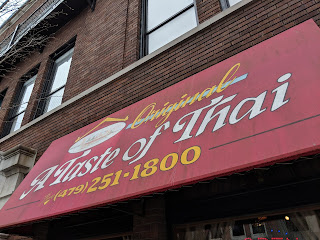 Original
A Taste of Thai
(479) 251-1800